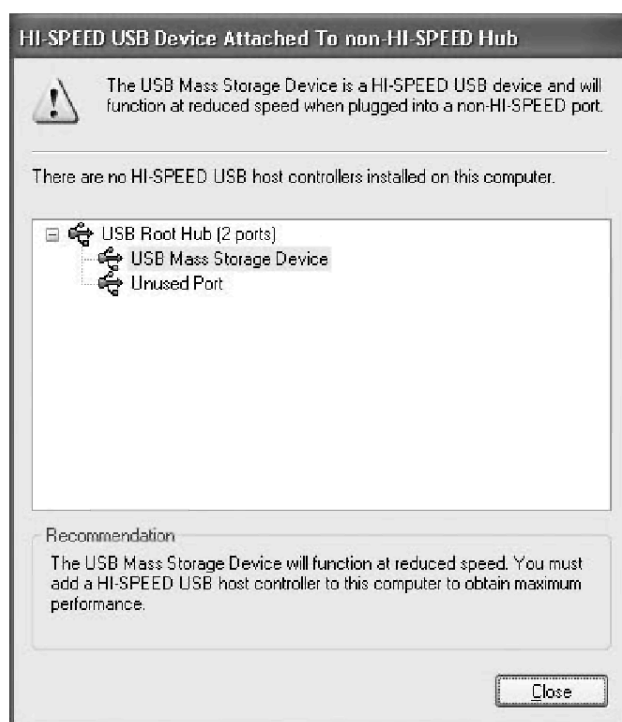 HI-SPEED USB Device Attached To non-HI-SPEED Hub
The USB Mass Storage Device is a HI-SPEED USB device and will
function at reduced speed when plugged into a non-HI-SPEED port.
There are no HI-SPEED USB host controllers installed on this computer.
USB Root Hub (2 ports)
USB Mass Storage Device
Unused Port
Recommendation
The USB Mass Storage Device will function at reduced speed. You must
add a HI-SPEED USB host controller to this computer to obtain maximum
performance.
Close